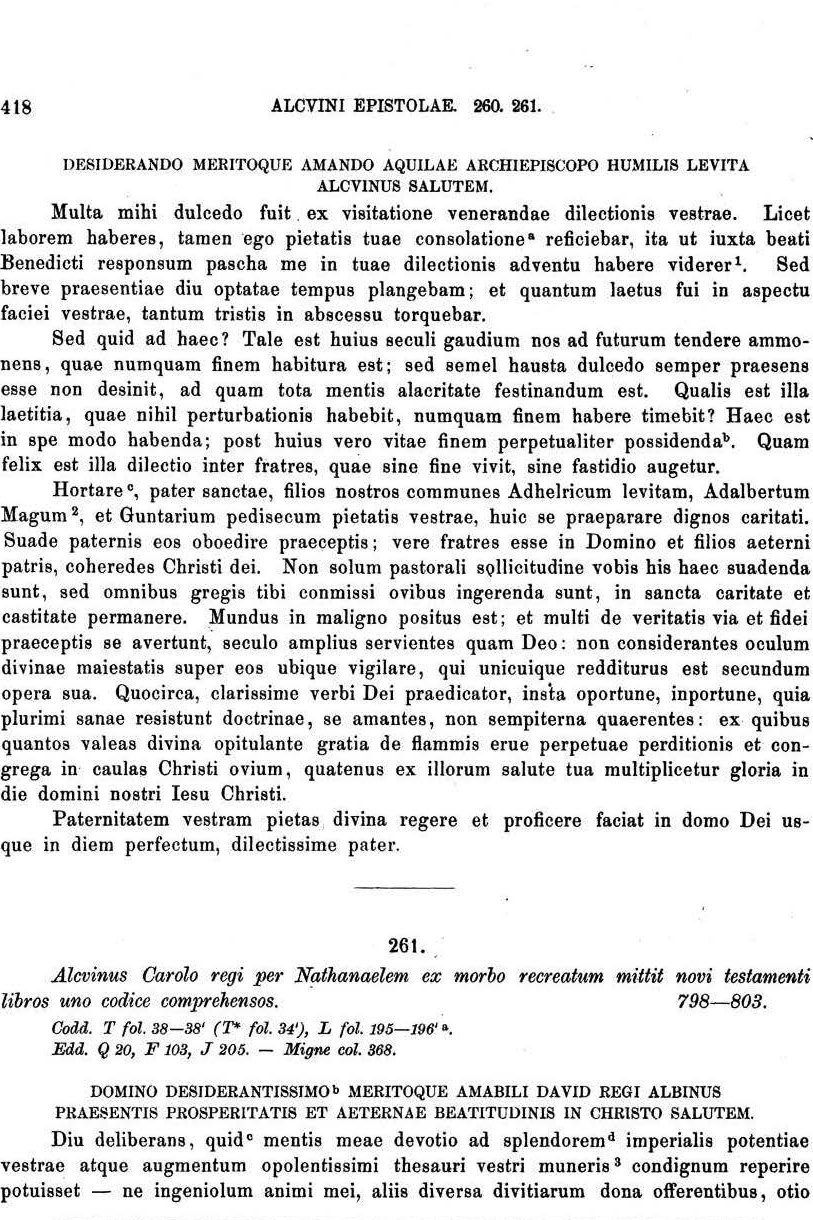 418 ALCVINI EPISTOLAE. 260. 261.
DESIDERANDO MERITOQUE AMANDO AQUILAE ARCHIEPISCOPO HUMILIS LEVITA
ALCVINUS SALUTEM.
Multa mihi dulcedo fuit ex visitatione venerandae dilectionis vestrae. Licet
laborem haberes, tamen ego pietatis tuae consolatione ᵃ reficiebar, ita ut iuxta beati
Benedicti responsum pascha me in tuae dilectionis adventu habere viderer ¹. Sed
breve praesentiae diu optatae tempus plangebam; et quantum laetus fui in aspectu
faciei vestrae, tantum tristis in abscessu torquebar.
Sed quid ad haec? Tale est huius seculi gaudium nos ad futurum tendere ammo-
nens, quae numquam finem habitura est; sed semel hausta dulcedo semper praesens
esse non desinit, ad quam tota mentis alacritate festinandum est. Qualis est illa
laetitia, quae nihil perturbationis habebit, numquam finem habere timebit? Haec est
in spe modo habenda; post huius vero vitae finem perpetualiter possidenda ᵇ. Quam
felix est illa dilectio inter fratres, quae sine fine vivit, sine fastidio augetur.
Hortare ᶜ, pater sanctae, filios nostros communes Adhelricum levitam, Adalbertum
Magum ², et Guntarium pedisecum pietatis vestrae, huic se praeparare dignos caritati.
Suade paternis eos oboedire praeceptis; vere fratres esse in Domino et filios aeterni
patris, coheredes Christi dei. Non solum pastorali sollicitudine vobis his haec suadenda
sunt, sed omnibus gregis tibi conmissi ovibus ingerenda sunt, in sancta caritate et
castitate permanere. Mundus in maligno positus est; et multi de veritatis via et fidei
praeceptis se avertunt, seculo amplius servientes quam Deo: non considerantes oculum
divinae maiestatis super eos ubique vigilare, qui unicuique redditurus est secundum
opera sua. Quocirca, clarissime verbi Dei praedicator, insta oportune, inportune, quia
plurimi sanae resistunt doctrinae, se amantes, non sempiterna quaerentes: ex quibus
quantos valeas divina opitulante gratia de flammis erue perpetuae perditionis et con-
grega in caulas Christi ovium, quatenus ex illorum salute tua multiplicetur gloria in
die domini nostri Iesu Christi.
Paternitatem vestram pietas divina regere et proficere faciat in domo Dei us-
que in diem perfectum, dilectissime pater.
261.
Alcvinus Carolo regi per Nathanaelem ex morbo recreatum mittit novi testamenti
libros uno codice comprehensos. 798—803.
Codd. T fol. 38—38' (T* fol. 34'), L fol. 195—196' ᵃ.
Edd. Q 20, F 103, J 205. — Migne col. 368.
DOMINO DESIDERANTISSIMO ᵇ MERITOQUE AMABILI DAVID REGI ALBINUS
PRAESENTIS PROSPERITATIS ET AETERNAE BEATITUDINIS IN CHRISTO SALUTEM.
Diu deliberans, quid ᶜ mentis meae devotio ad splendorem ᵈ imperialis potentiae
vestrae atque augmentum opolentissimi thesauri vestri muneris ³ condignum reperire
potuisset — ne ingeniolum animi mei, aliis diversa divitiarum dona offerentibus, otio